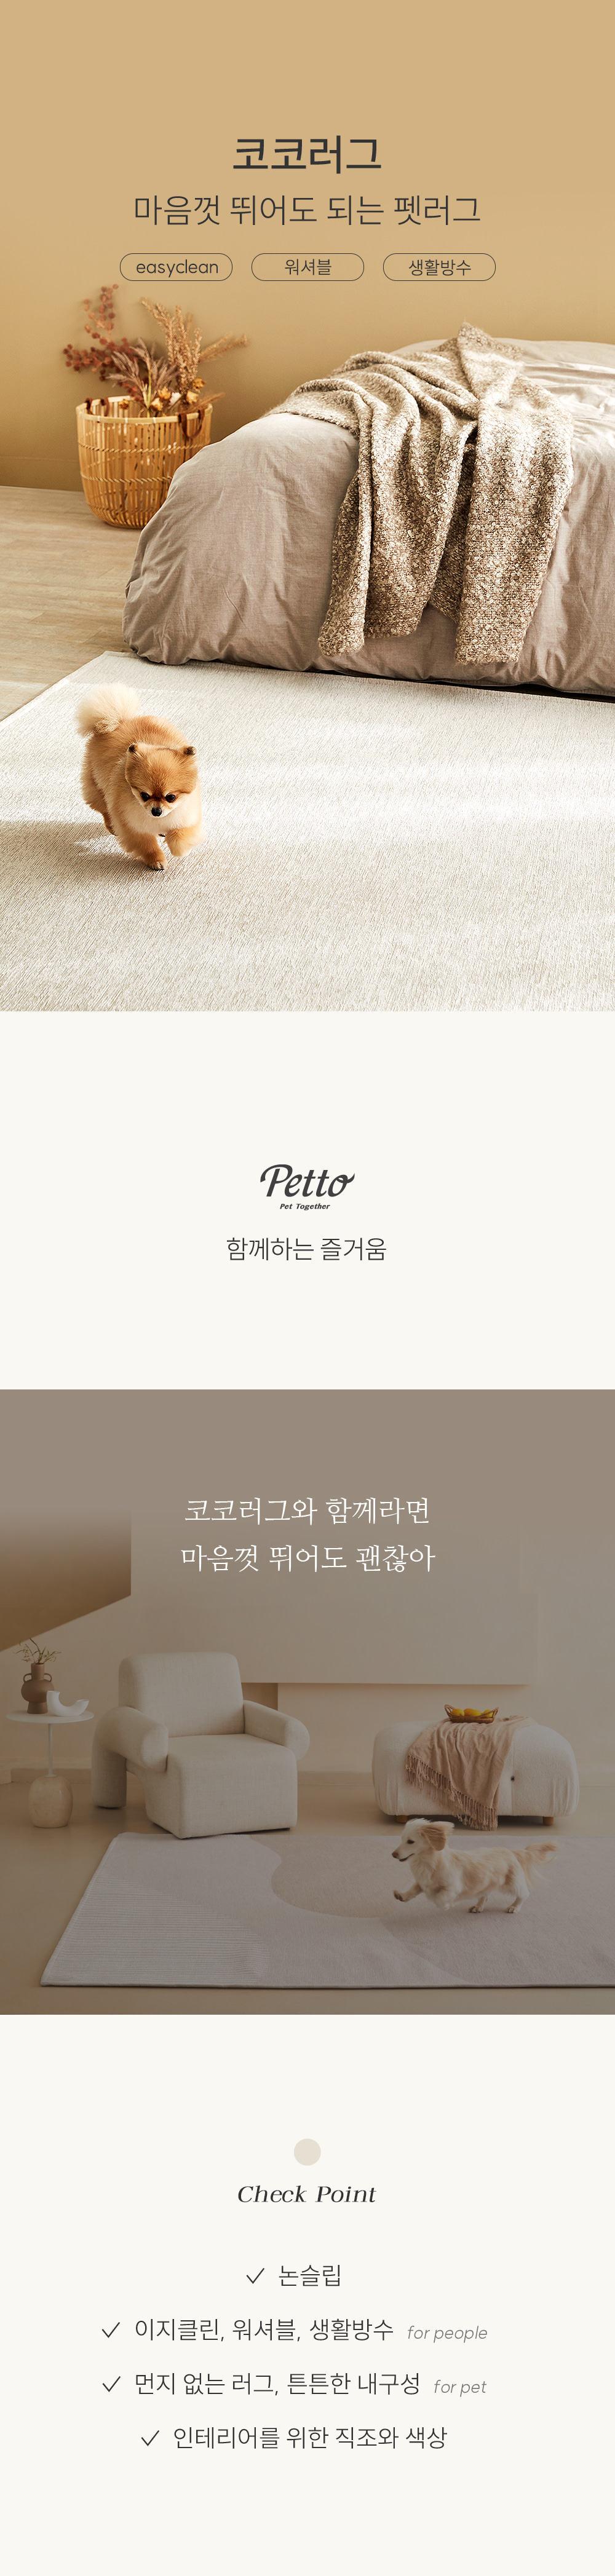 코코러그
마음껏 뛰어도 되는 펫러그
easyclean 워셔블 생활방수
Petto
Pet Together
함께하는 즐거움
코코러그와 함께라면
마음껏 뛰어도 괜찮아
Check Point
✓ 논슬립
✓ 이지클린, 워셔블, 생활방수 for people
✓ 먼지 없는 러그, 튼튼한 내구성 for pet
✓ 인테리어를 위한 직조와 색상